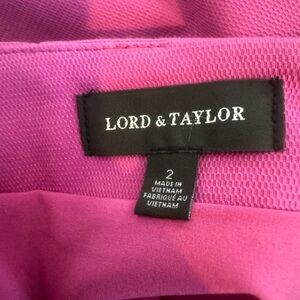 LORD & TAYLOR
2
MADE IN
VIETNAM
FABRIQUÉ AU
VIETNAM